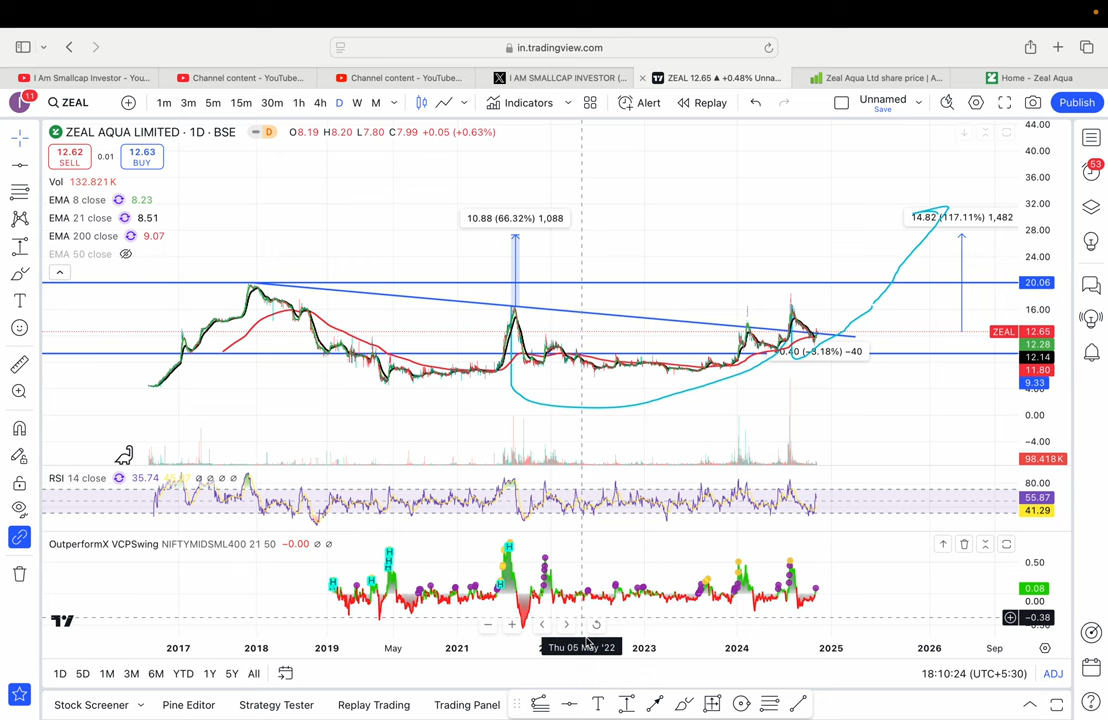 in.tradingview.com
I Am Smallcap Investor - You...
Channel content - YouTube...
Channel content - YouTube...
I AM SMALLCAP INVESTOR (...
ZEAL 12.65 ▲ +0.48% Unna...
Zeal Aqua Ltd share price | A...
Home - Zeal Aqua
11
ZEAL
1m 3m 5m 15m 30m 1h 4h D W M
Indicators
Alert
Replay
Unnamed
Save
Publish
ZEAL AQUA LIMITED · 1D · BSE
D
O8.19 H8.20 L7.80 C7.99 +0.05 (+0.63%)
12.62
SELL
0.01
12.63
BUY
Vol 132.821K
EMA 8 close 8.23
EMA 21 close 8.51
EMA 200 close 9.07
EMA 50 close
10.88 (66.32%) 1,088
14.82 (117.11%) 1,482
0.40 (−3.18%) −40
44.00
40.00
36.00
32.00
28.00
24.00
20.06
16.00
ZEAL 12.65
12.28
12.14
11.80
9.33
0.00
−4.00
98.418K
53
RSI 14 close 35.74
80.00
55.87
41.29
OutperformX VCPSwing NIFTYMIDSML400 21 50 −0.00
H
H
H
H
H
H
H
0.50
0.08
0.00
−0.38
2017
2018
2019
May
2021
Thu 05 May '22
2023
2024
2025
2026
Sep
1D 5D 1M 3M 6M YTD 1Y 5Y All
18:10:24 (UTC+5:30)
ADJ
Stock Screener
Pine Editor
Strategy Tester
Replay Trading
Trading Panel